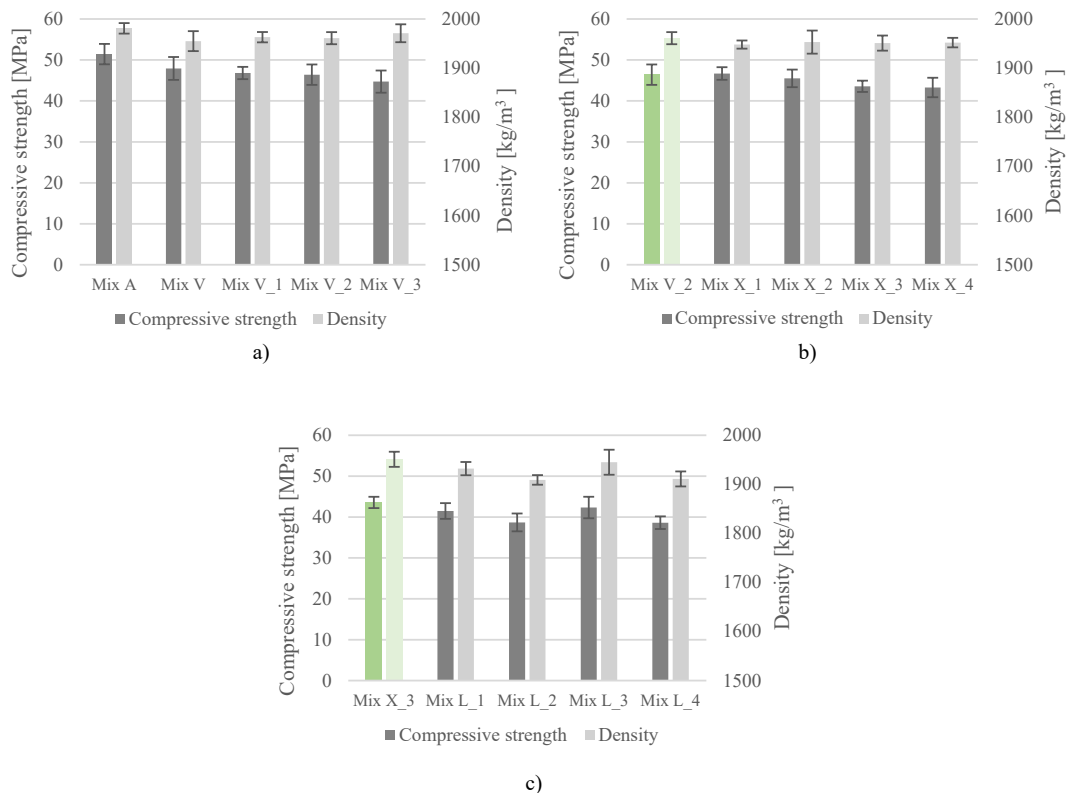 Compressive strength [MPa]
60
50
40
30
20
10
0
2000
1900
1800
1700
1600
1500
Density [kg/m³ ]
Mix A Mix V Mix V_1 Mix V_2 Mix V_3
Compressive strength Density
a)
Compressive strength [MPa]
60
50
40
30
20
10
0
2000
1900
1800
1700
1600
1500
Density [kg/m³ ]
Mix V_2 Mix X_1 Mix X_2 Mix X_3 Mix X_4
Compressive strength Density
b)
Compressive strength [MPa]
60
50
40
30
20
10
0
2000
1900
1800
1700
1600
1500
Density [kg/m³ ]
Mix X_3 Mix L_1 Mix L_2 Mix L_3 Mix L_4
Compressive strength Density
c)